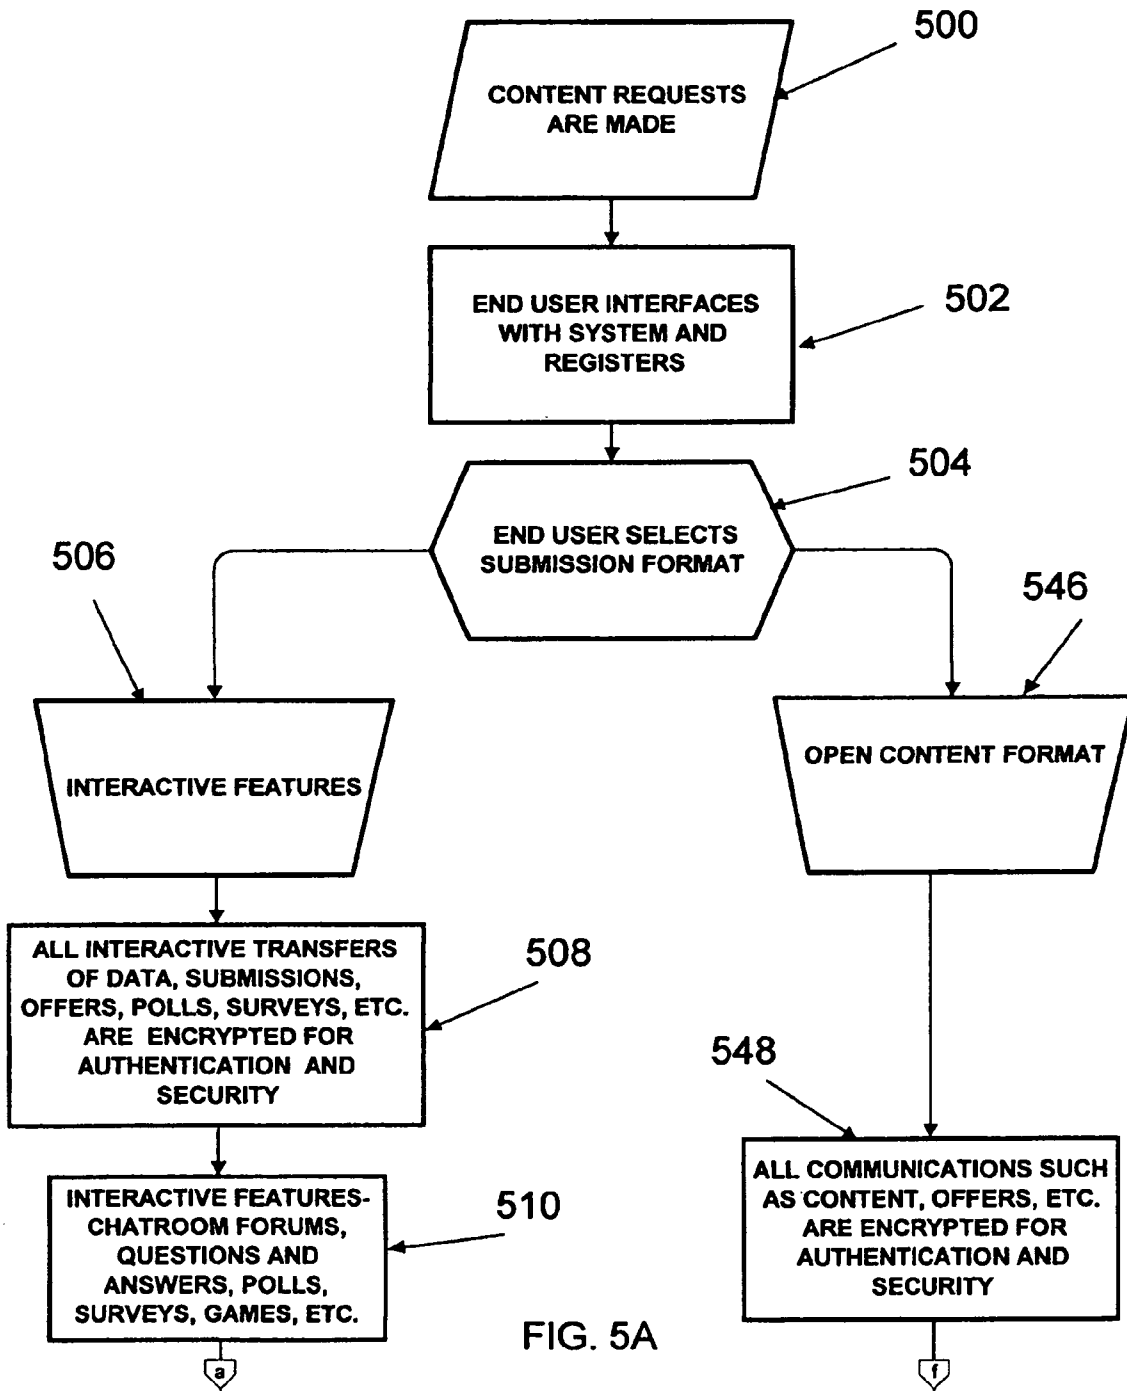 500
CONTENT REQUESTS
ARE MADE
END USER INTERFACES
WITH SYSTEM AND
REGISTERS
502
504
END USER SELECTS
SUBMISSION FORMAT
506
546
INTERACTIVE FEATURES
OPEN CONTENT FORMAT
ALL INTERACTIVE TRANSFERS
OF DATA, SUBMISSIONS,
OFFERS, POLLS, SURVEYS, ETC.
ARE ENCRYPTED FOR
AUTHENTICATION AND
SECURITY
508
548
ALL COMMUNICATIONS SUCH
AS CONTENT, OFFERS, ETC.
ARE ENCRYPTED FOR
AUTHENTICATION AND
SECURITY
INTERACTIVE FEATURES-
CHATROOM FORUMS,
QUESTIONS AND
ANSWERS, POLLS,
SURVEYS, GAMES, ETC.
510
FIG. 5A
a
f